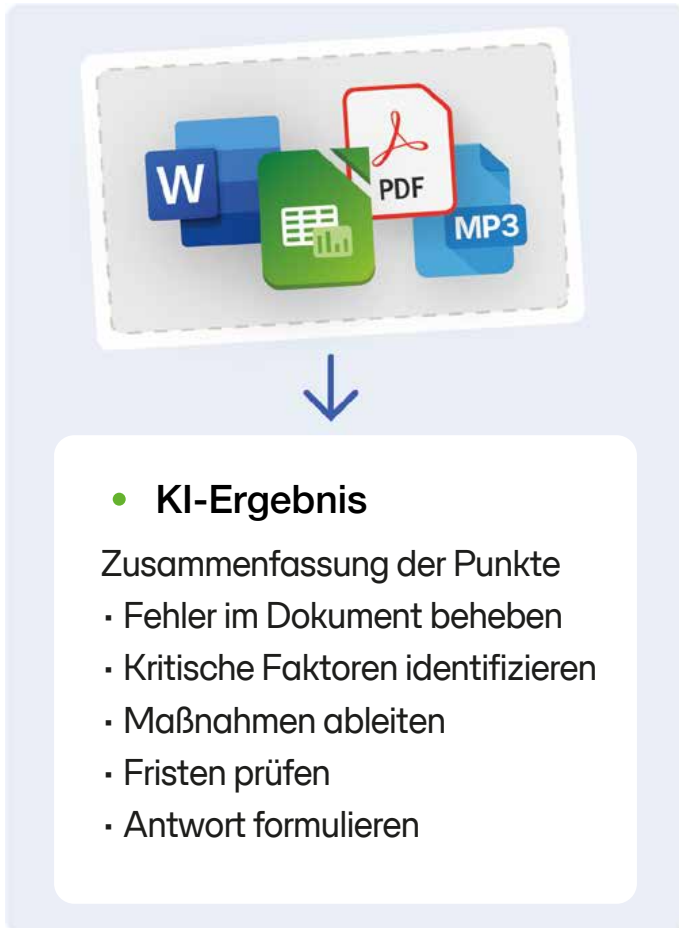 W
PDF
MP3
• KI-Ergebnis
Zusammenfassung der Punkte
· Fehler im Dokument beheben
· Kritische Faktoren identifizieren
· Maßnahmen ableiten
· Fristen prüfen
· Antwort formulieren